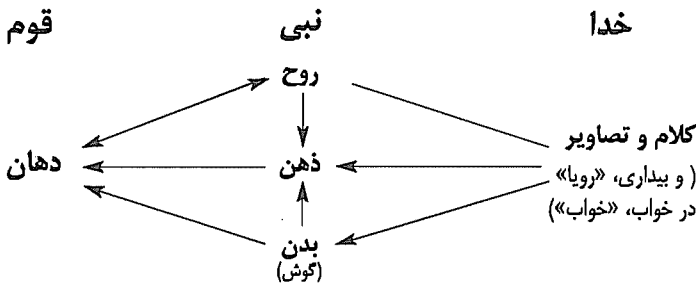 خدا
نبی
قوم
روح
کلام و تصاویر
ذهن
دهان
( و بیداری، «رویا»
در خواب، «خواب»)
بدن
(گوش)